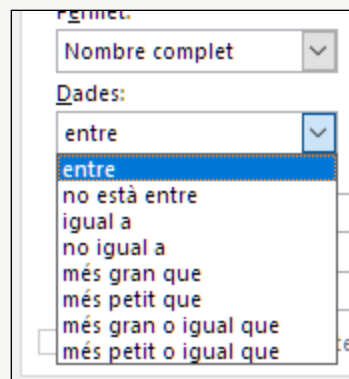 Permet:
Nombre complet
Dades:
entre
entre
no està entre
igual a
no igual a
més gran que
més petit que
més gran o igual que
més petit o igual que